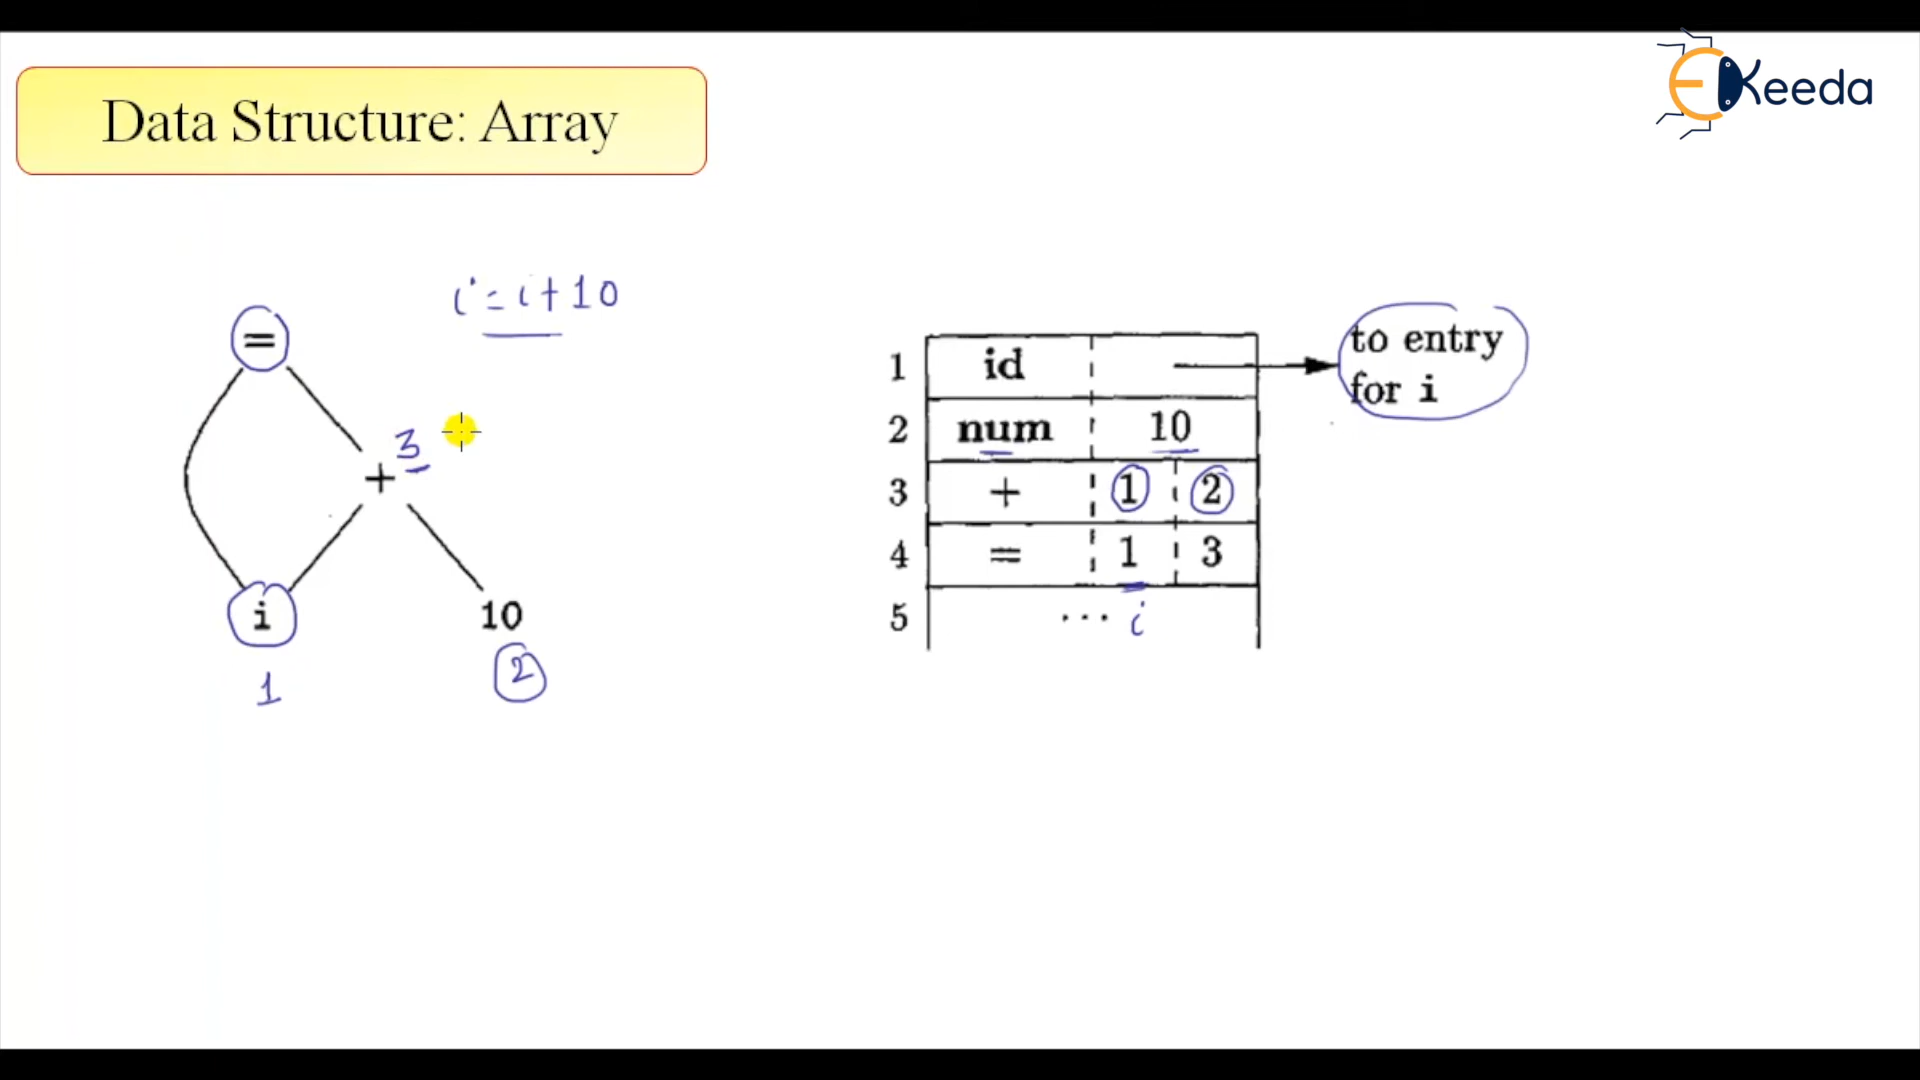 Keeda
Data Structure: Array
i = i + 10
=
3
+
i
10
1
2
1 id to entry
for i
2 num 10
3 + 1 2
4 = 1 3
5 ... i